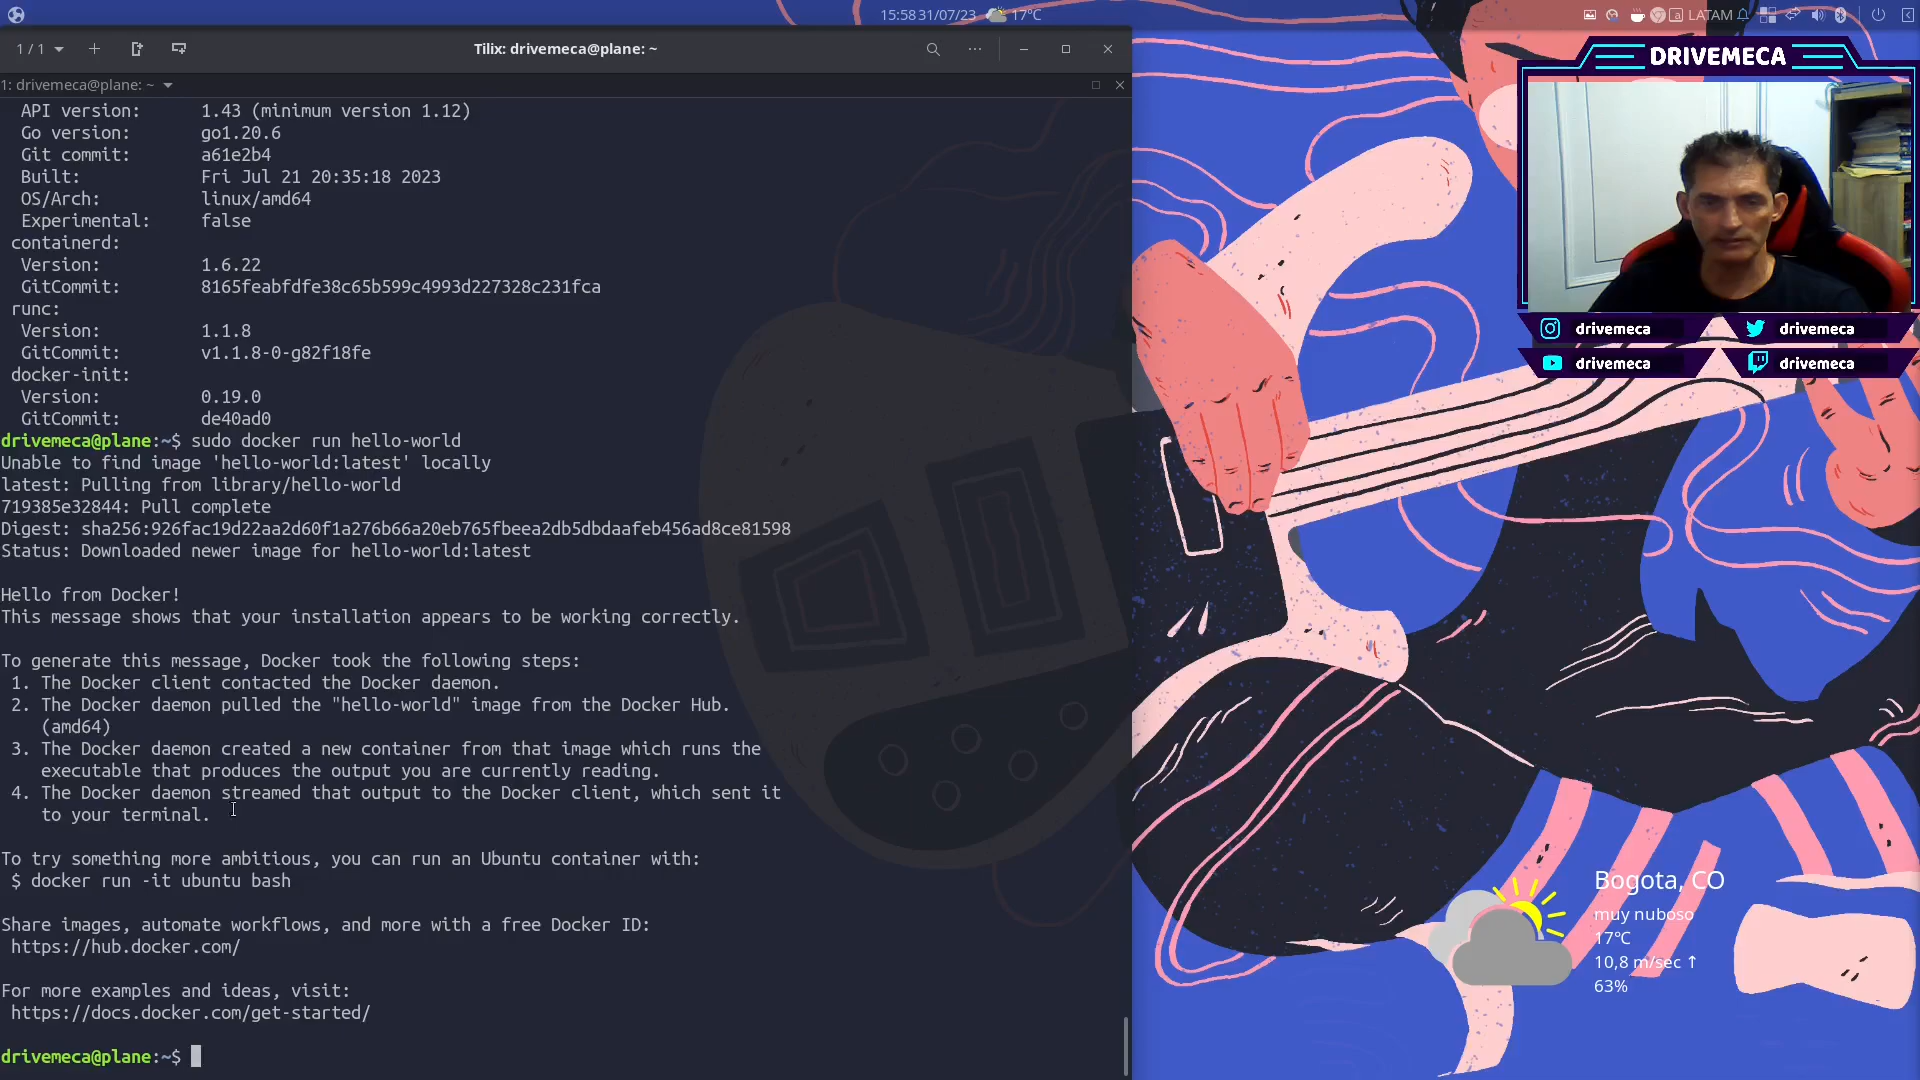 15:58 31/07/23 17°C
LATAM
1 / 1
Tilix: drivemeca@plane: ~
1: drivemeca@plane: ~
API version: 1.43 (minimum version 1.12)
Go version: go1.20.6
Git commit: a61e2b4
Built: Fri Jul 21 20:35:18 2023
OS/Arch: linux/amd64
Experimental: false
containerd:
Version: 1.6.22
GitCommit: 8165feabfdfe38c65b599c4993d227328c231fca
runc:
Version: 1.1.8
GitCommit: v1.1.8-0-g82f18fe
docker-init:
Version: 0.19.0
GitCommit: de40ad0
drivemeca@plane:~$ sudo docker run hello-world
Unable to find image 'hello-world:latest' locally
latest: Pulling from library/hello-world
719385e32844: Pull complete
Digest: sha256:926fac19d22aa2d60f1a276b66a20eb765fbeea2db5dbdaafeb456ad8ce81598
Status: Downloaded newer image for hello-world:latest
Hello from Docker!
This message shows that your installation appears to be working correctly.
To generate this message, Docker took the following steps:
1. The Docker client contacted the Docker daemon.
2. The Docker daemon pulled the "hello-world" image from the Docker Hub.
(amd64)
3. The Docker daemon created a new container from that image which runs the
executable that produces the output you are currently reading.
4. The Docker daemon streamed that output to the Docker client, which sent it
to your terminal.
To try something more ambitious, you can run an Ubuntu container with:
$ docker run -it ubuntu bash
Share images, automate workflows, and more with a free Docker ID:
https://hub.docker.com/
For more examples and ideas, visit:
https://docs.docker.com/get-started/
drivemeca@plane:~$
DRIVEMECA
drivemeca
drivemeca
drivemeca
drivemeca
Bogota, CO
muy nuboso
17°C
10,8 m/sec ↑
63%